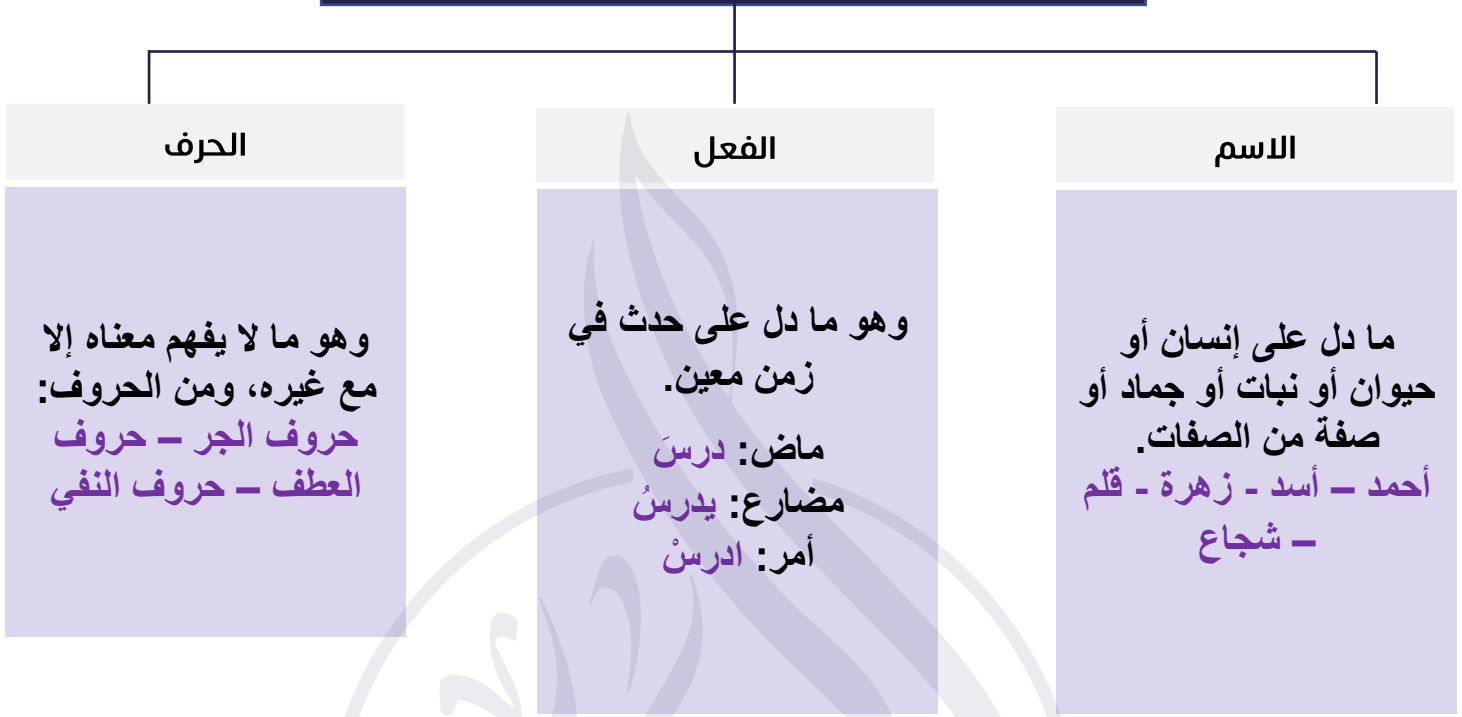 الاسم
ما دل على إنسان أو
حيوان أو نبات أو جماد أو
صفة من الصفات.
أحمد – أسد - زهرة - قلم
– شجاع
الفعل
وهو ما دل على حدث في
زمن معين.
ماض: درسَ
مضارع: يدرسُ
أمر: ادرسْ
الحرف
وهو ما لا يفهم معناه إلا
مع غيره، ومن الحروف:
حروف الجر – حروف
العطف – حروف النفي